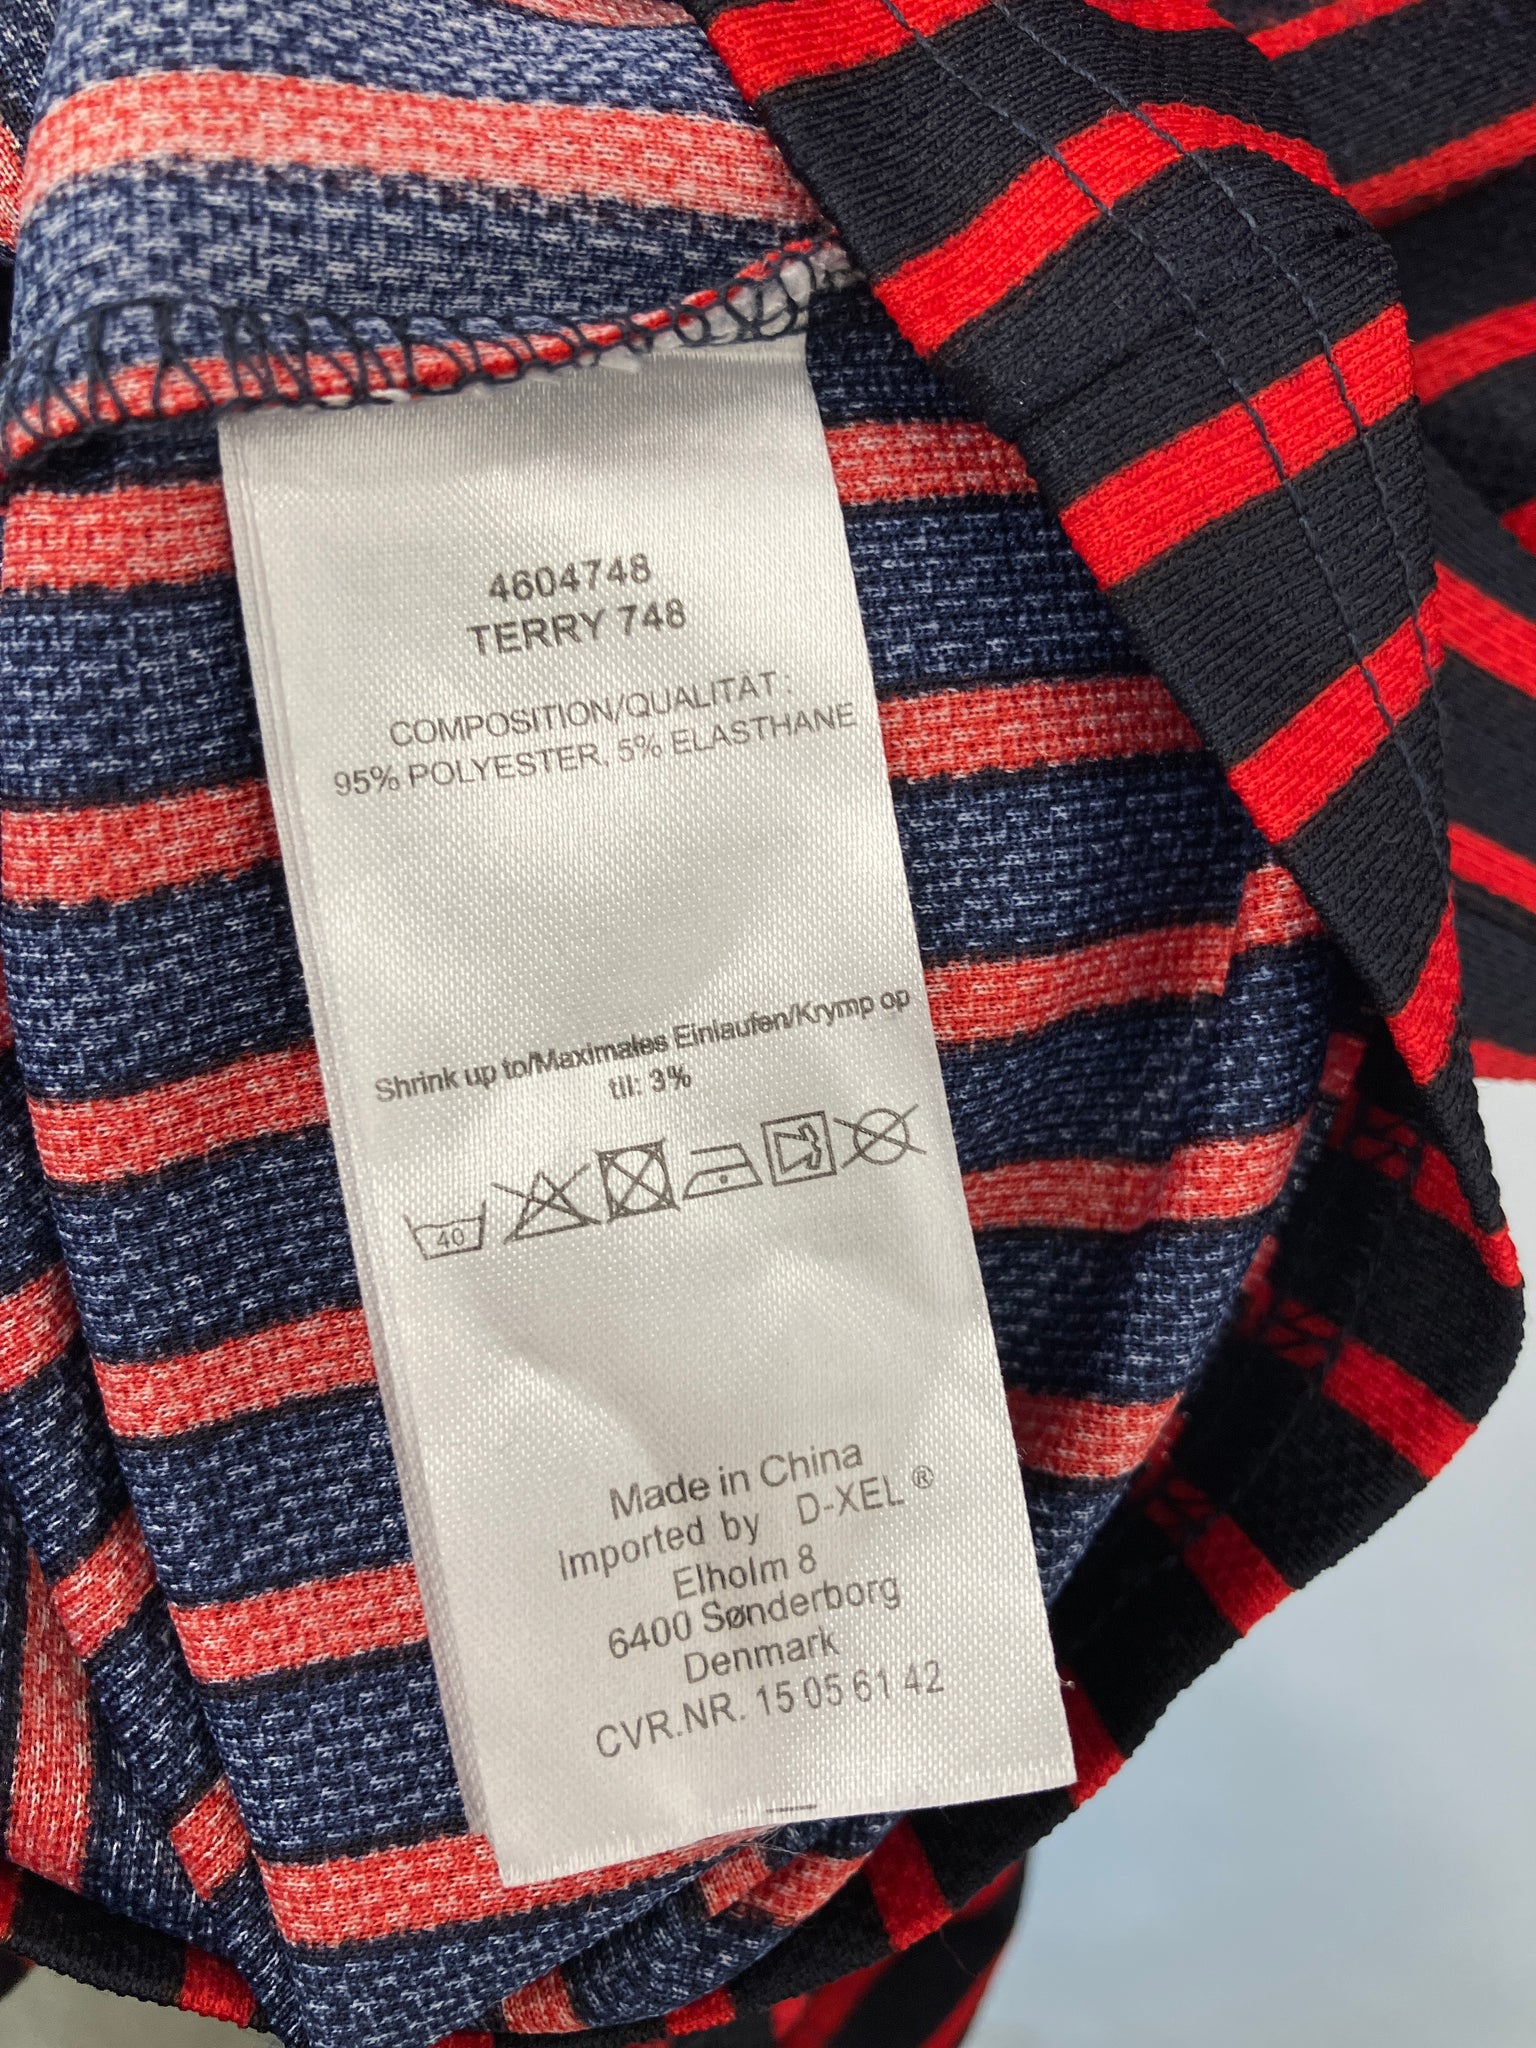 4604748
TERRY 748
COMPOSITION/QUALITÄT:
95% POLYESTER, 5% ELASTHANE
Shrink up to/Maximales Einlaufen/Krymp op
til: 3%
40
Made in China
Imported by D-XEL®
Elholm 8
6400 Sønderborg
Denmark
CVR.NR. 15 05 61 42